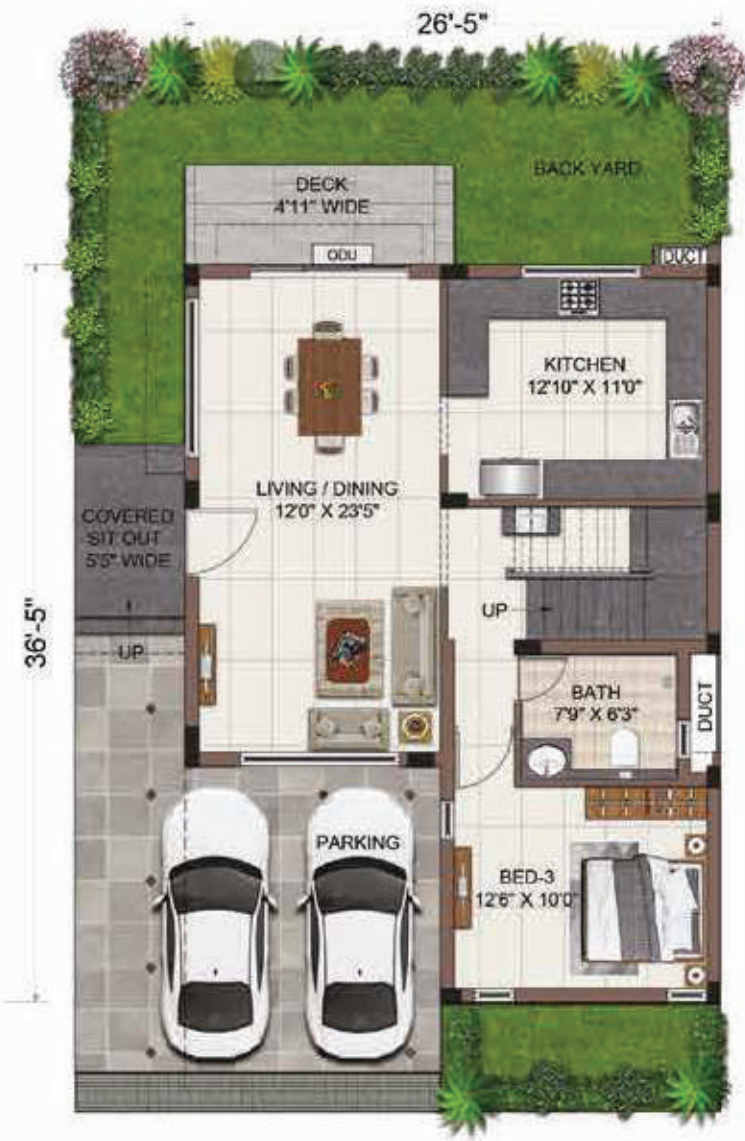 26'-5"
BACK YARD
DECK
4'11" WIDE
ODU
DUCT
KITCHEN
12'10" X 11'0"
LIVING / DINING
12'0" X 23'5"
COVERED
SIT OUT
5'5" WIDE
36'-5"
UP
UP
BATH
7'9" X 6'3"
DUCT
PARKING
BED-3
12'6" X 10'0"